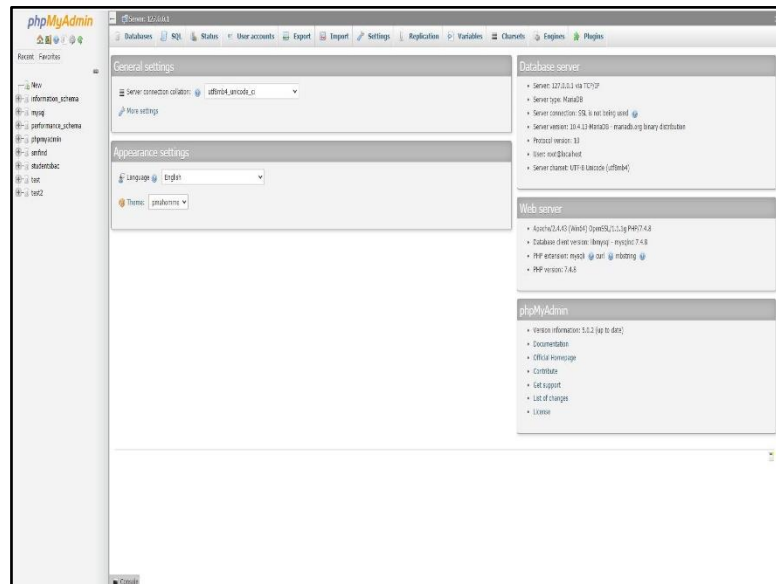 phpMyAdmin
Recent Favorites
New
information_schema
mysql
performance_schema
phpmyadmin
smfind
studentsbac
test
test2
Server: 127.0.0.1
Databases SQL Status User accounts Export Import Settings Replication Variables Charsets Engines Plugins
General settings
Server connection collation: utf8mb4_unicode_ci
More settings
Appearance settings
Language English
Theme: pmahomme
Database server
Server: 127.0.0.1 via TCP/IP
Server type: MariaDB
Server connection: SSL is not being used
Server version: 10.4.13-MariaDB - mariadb.org binary distribution
Protocol version: 10
User: root@localhost
Server charset: UTF-8 Unicode (utf8mb4)
Web server
Apache/2.4.43 (Win64) OpenSSL/1.1.1g PHP/7.4.8
Database client version: libmysql - mysqlnd 7.4.8
PHP extension: mysqli curl mbstring
PHP version: 7.4.8
phpMyAdmin
Version information: 5.0.2 (up to date)
Documentation
Official Homepage
Contribute
Get support
List of changes
License
Console